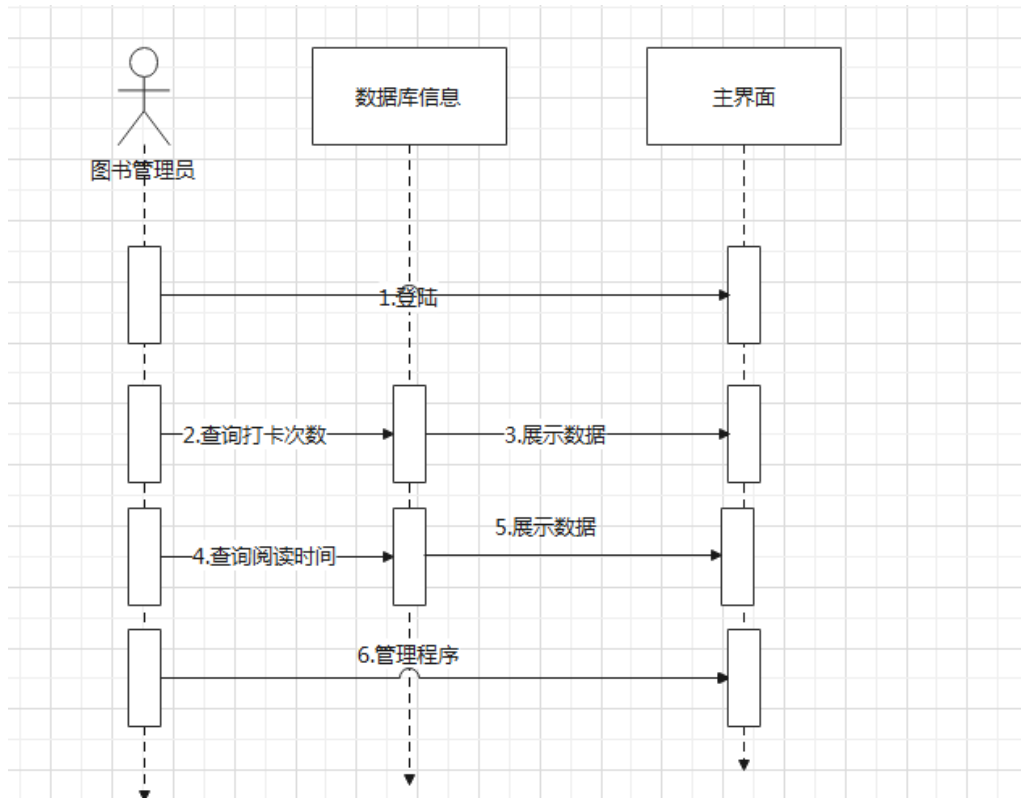 数据库信息
主界面
图书管理员
1.登陆
2.查询打卡次数
3.展示数据
5.展示数据
4.查询阅读时间
6.管理程序